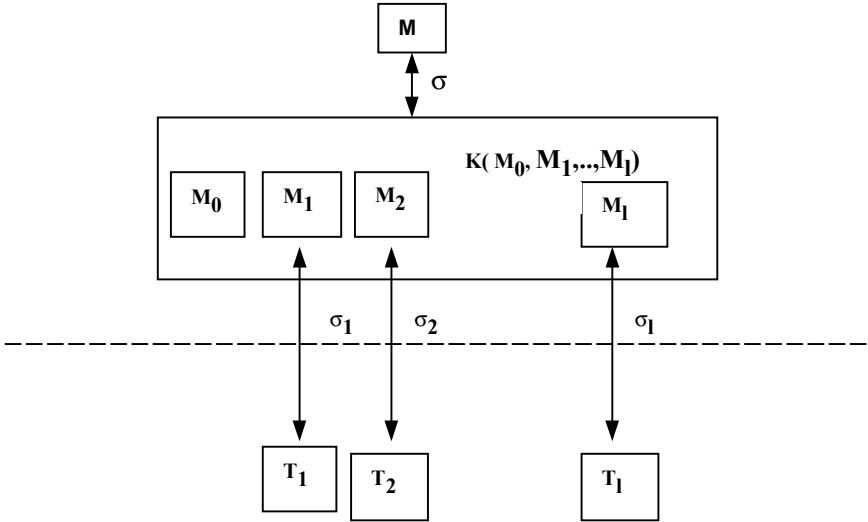 M
σ
K( M₀, M₁,..,Mₗ)
M₀ M₁ M₂ Mₗ
σ₁ σ₂ σₗ
T₁ T₂ Tₗ